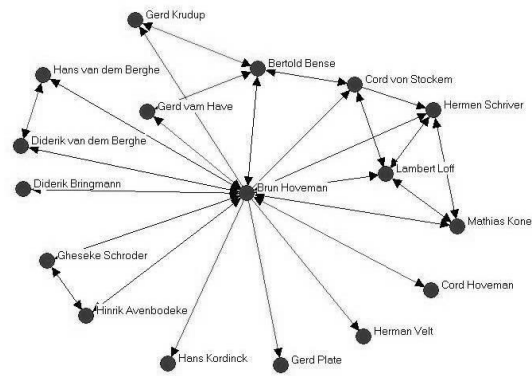 Gerd Krudup
Bertold Bense
Hans van dem Berghe
Cord von Stockem
Gerd vam Have
Hermen Schriver
Diderik van dem Berghe
Lambert Loff
Diderik Bringmann
Brun Hoveman
Mathias Kone
Gheseke Schroder
Cord Hoveman
Hinrik Avenbodeke
Herman Velt
Hans Kordinck
Gerd Plate